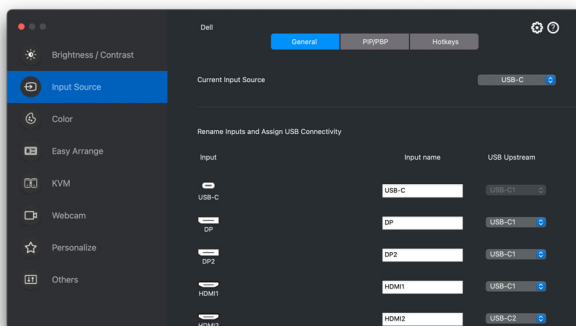 Dell
General PIP/PBP Hotkeys
Brightness / Contrast
Input Source
Color
Easy Arrange
KVM
Webcam
Personalize
Others
Current Input Source USB-C
Rename Inputs and Assign USB Connectivity
Input Input name USB Upstream
USB-C USB-C USB-C1
DP DP USB-C1
DP2 DP2 USB-C1
HDMI1 HDMI1 USB-C1
HDMI2 HDMI2 USB-C2